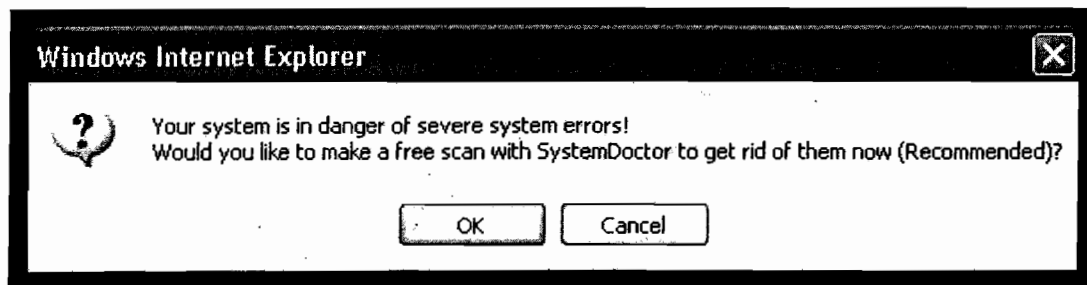 Windows Internet Explorer
Your system is in danger of severe system errors!
Would you like to make a free scan with SystemDoctor to get rid of them now (Recommended)?
OK
Cancel